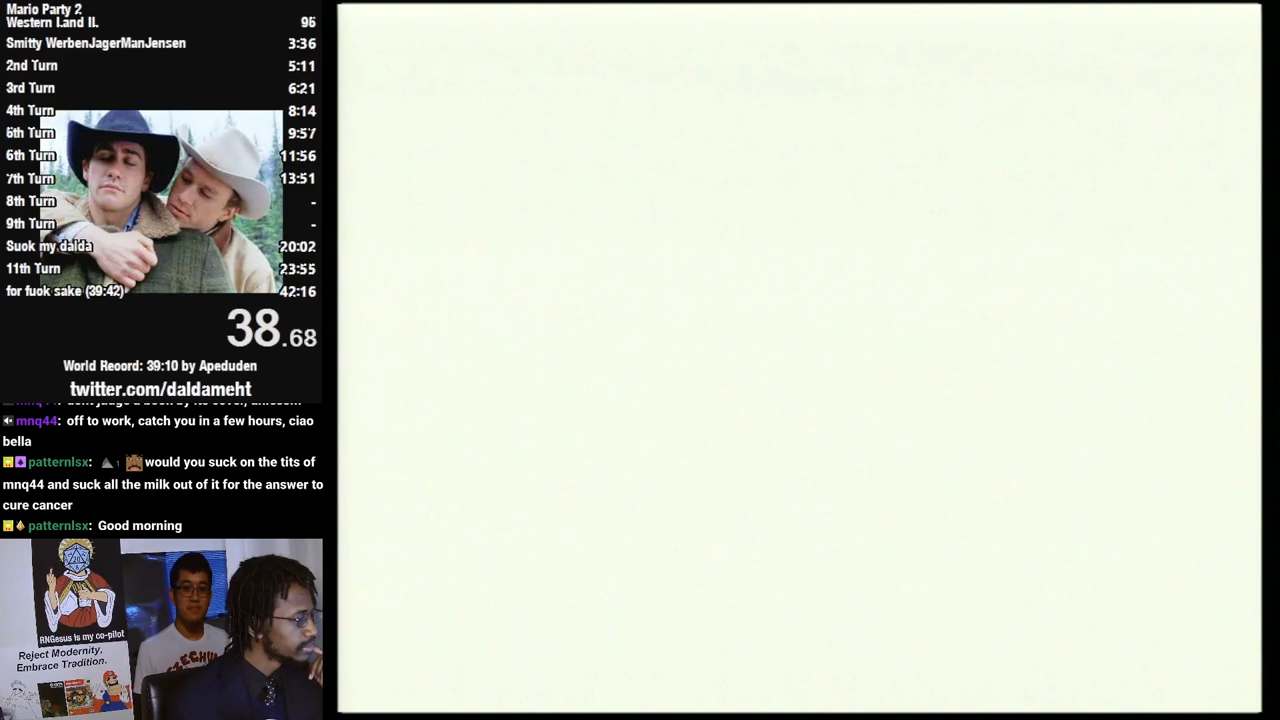 Mario Party 2
Western Land II. 95
Smitty WerbenJagerManJensen 3:36
2nd Turn 5:11
3rd Turn 6:21
4th Turn 8:14
5th Turn 9:57
6th Turn 11:56
7th Turn 13:51
8th Turn -
9th Turn -
Suck my dalda 20:02
11th Turn 23:55
for fuck sake (39:42) 42:16
38.68
World Record: 39:10 by Apeduden
twitter.com/daldameht
mnq44: off to work, catch you in a few hours, ciao
bella
patternlsx: 1 would you suck on the tits of
mnq44 and suck all the milk out of it for the answer to
cure cancer
patternlsx: Good morning
RNGesus is my co-pilot
Reject Modernity,
Embrace Tradition.